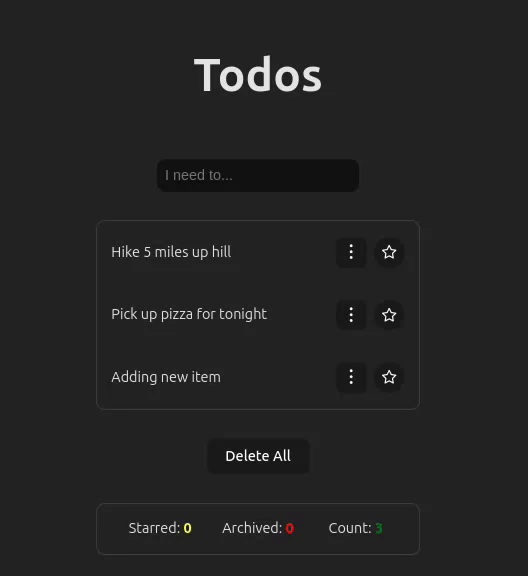 Todos
I need to...
Hike 5 miles up hill
Pick up pizza for tonight
Adding new item
Delete All
Starred: 0 Archived: 0 Count: 3